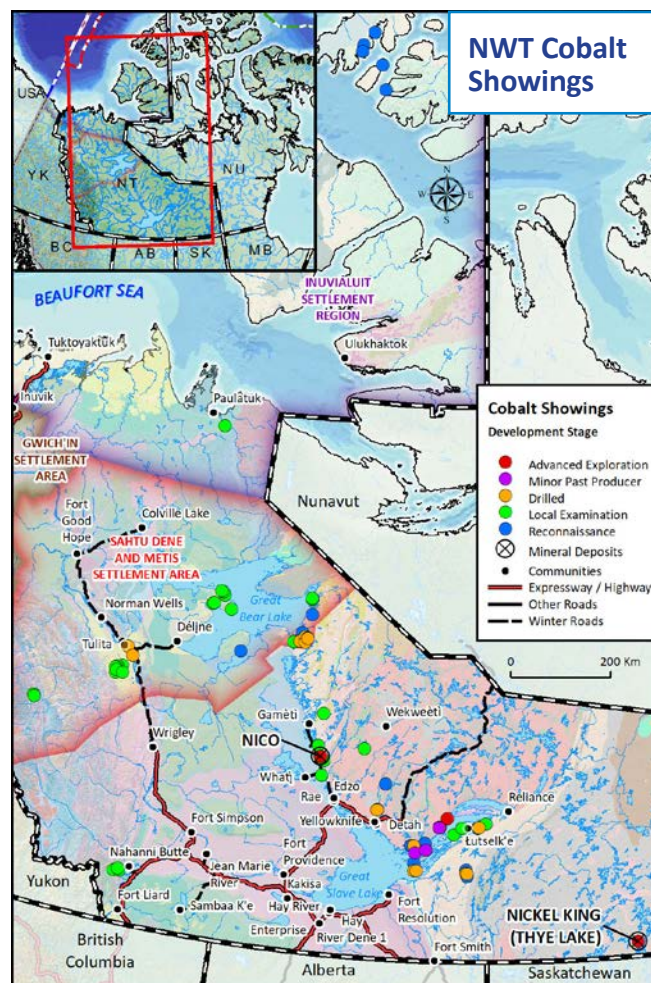 NWT Cobalt
Showings
USA
YK
NT
NU
BC
AB
SK
MB
N
W
E
S
BEAUFORT SEA
INUVIALUIT
SETTLEMENT
REGION
Tuktoyaktuk
Ulukhaktok
Inuvik
Paulatuk
GWICH'IN
SETTLEMENT
AREA
Cobalt Showings
Development Stage
Advanced Exploration
Minor Past Producer
Drilled
Local Examination
Reconnaissance
Mineral Deposits
Communities
Expressway / Highway
Other Roads
Winter Roads
0
200 Km
Nunavut
Fort
Good
Hope
Colville Lake
SAHTU DENE
AND METIS
SETTLEMENT AREA
Norman Wells
Great
Bear Lake
Tulita
Délįne
Gamètì
Wekweètì
Wrigley
NICO
Whatì
Edzo
Rae
Reliance
Yellowknife
Detah
Łutselk'e
Fort Simpson
Fort
Providence
Nahanni Butte
Jean Marie
River
Kakisa
Great
Slave Lake
Yukon
Fort Liard
Sambaa K'e
Hay River
Fort
Resolution
Enterprise
Hay
River Dene 1
NICKEL KING
(THYE LAKE)
Fort Smith
British
Columbia
Alberta
Saskatchewan